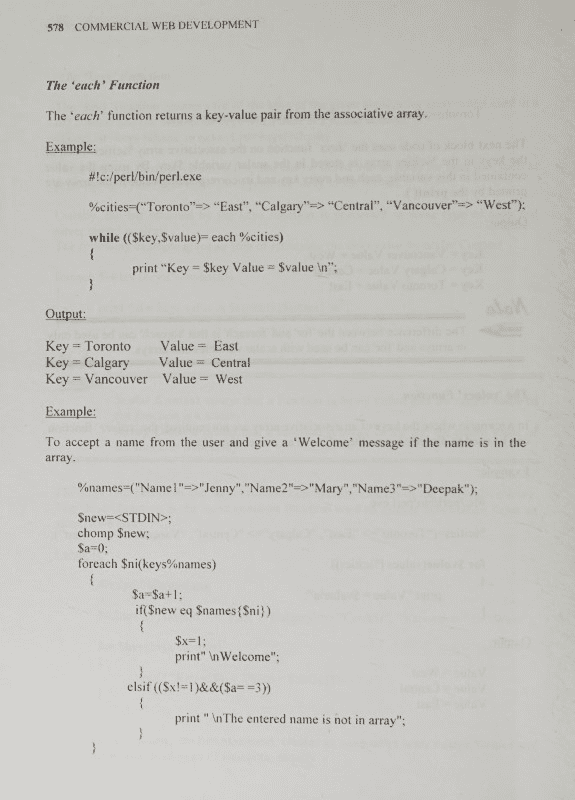 578 COMMERCIAL WEB DEVELOPMENT
The 'each' Function
The 'each' function returns a key-value pair from the associative array.
Example:
#!c:/perl/bin/perl.exe
%cities=(“Toronto”=> “East”, “Calgary”=> “Central”, “Vancouver”=> “West”);
while (($key,$value)= each %cities)
{
print “Key = $key Value = $value \n”;
}
Output:
Key = Toronto Value = East
Key = Calgary Value = Central
Key = Vancouver Value = West
Example:
To accept a name from the user and give a 'Welcome' message if the name is in the
array.
%names=("Name1"=>"Jenny","Name2"=>"Mary","Name3"=>"Deepak");
$new=<STDIN>;
chomp $new;
$a=0;
foreach $ni(keys%names)
{
$a=$a+1;
if($new eq $names{$ni})
{
$x=1;
print" \nWelcome";
}
elsif (($x!=1)&&($a= =3))
{
print " \nThe entered name is not in array";
}
}